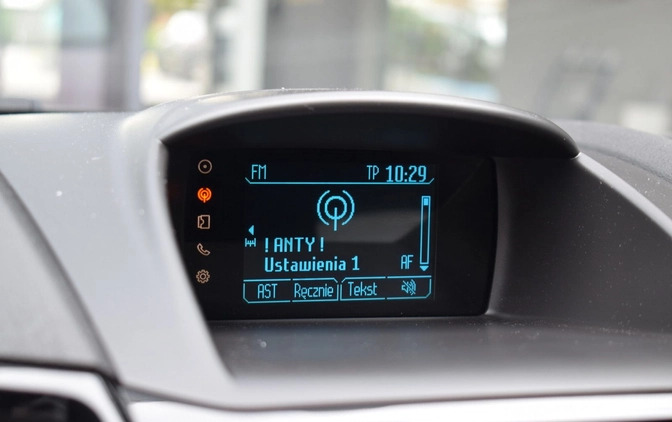 FM TP 10:29
! ANTY !
Ustawienia 1 AF
AST Ręcznie Tekst